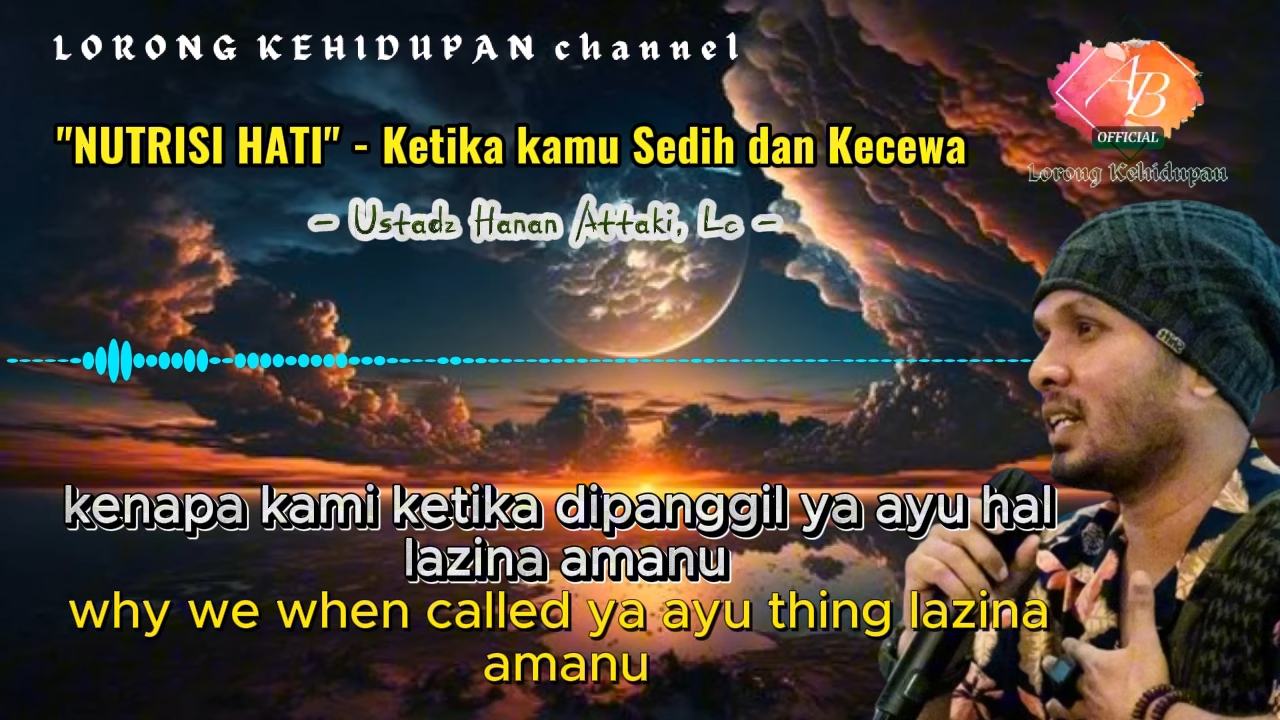 LORONG KEHIDUPAN channel
AB
OFFICIAL
Lorong Kehidupan
"NUTRISI HATI" - Ketika kamu Sedih dan Kecewa
- Ustadz Hanan Attaki, Lc -
kenapa kami ketika dipanggil ya ayu hal
lazina amanu
why we when called ya ayu thing lazina
amanu